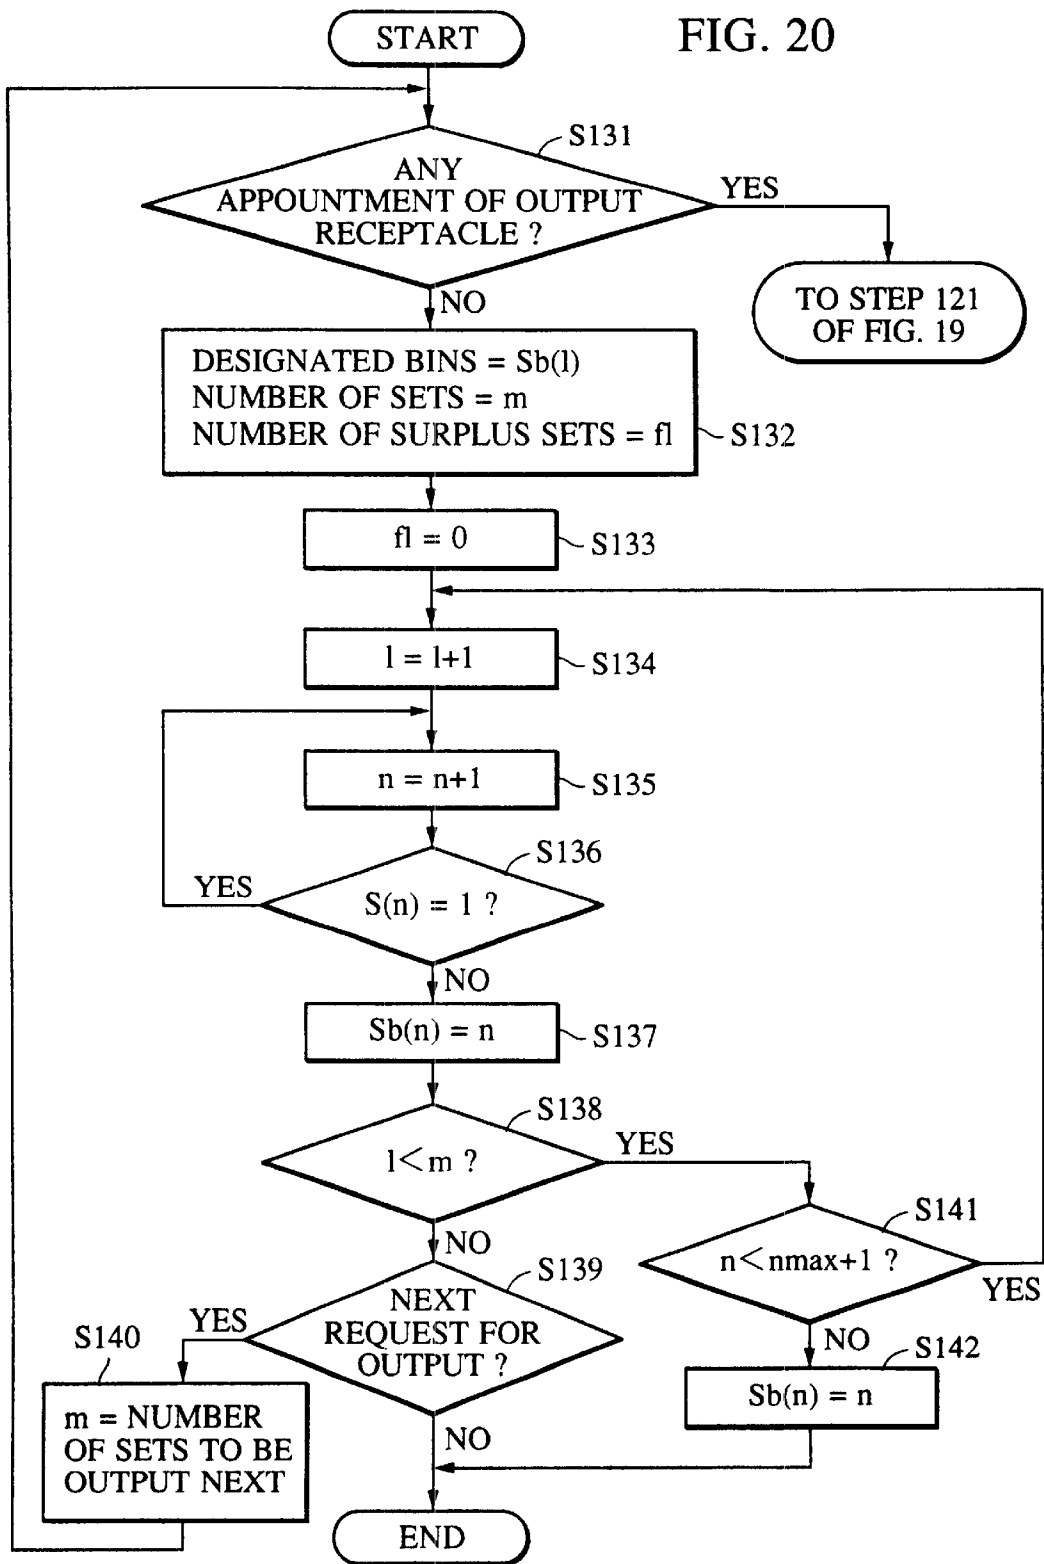 FIG. 20
START
S131
ANY
APPOUNTMENT OF OUTPUT
RECEPTACLE ?
YES
NO
TO STEP 121
OF FIG. 19
DESIGNATED BINS = Sb(l)
NUMBER OF SETS = m
NUMBER OF SURPLUS SETS = fl
S132
fl = 0
S133
l = l+1
S134
n = n+1
S135
S136
YES
S(n) = 1 ?
NO
Sb(n) = n
S137
S138
l<m ?
YES
NO
S141
n<nmax+1 ?
YES
NO
S139
NEXT
REQUEST FOR
OUTPUT ?
YES
NO
S140
m = NUMBER
OF SETS TO BE
OUTPUT NEXT
S142
Sb(n) = n
END